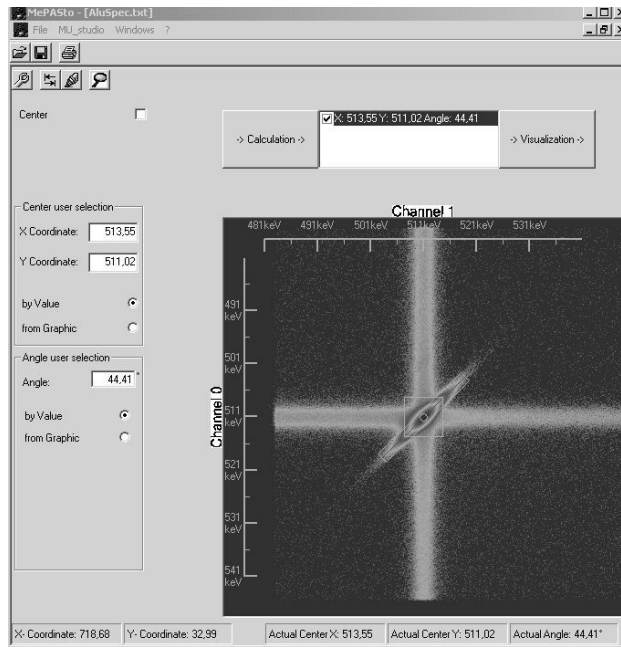 MePASto - [AluSpec.txt]
File MU_studio Windows ?
Center
-> Calculation ->
X: 513,55 Y: 511,02 Angle: 44,41
-> Visualization ->
Center user selection
X Coordinate: 513,55
Y Coordinate: 511,02
by Value
from Graphic
Angle user selection
Angle: 44,41 °
by Value
from Graphic
Channel 1
481keV 491keV 501keV 511keV 521keV 531keV
Channel 0
491
keV
501
keV
511
keV
521
keV
531
keV
541
keV
X- Coordinate: 718,68 Y- Coordinate: 32,99 Actual Center X: 513,55 Actual Center Y: 511,02 Actual Angle: 44,41°